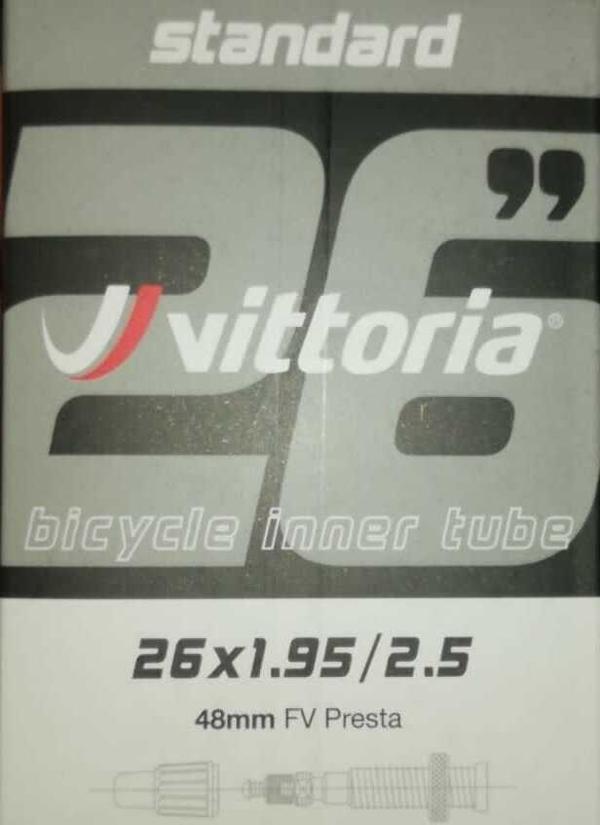 standard
26”
vittoria®
bicycle inner tube
26x1.95/2.5
48mm FV Presta